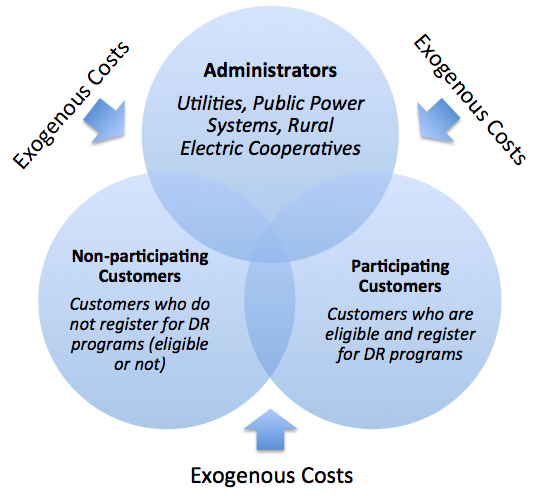 Exogenous Costs
Exogenous Costs
Administrators
Utilities, Public Power
Systems, Rural
Electric Cooperatives
Non-participating
Customers
Customers who do
not register for DR
programs (eligible
or not)
Participating
Customers
Customers who are
eligible and register
for DR programs
Exogenous Costs